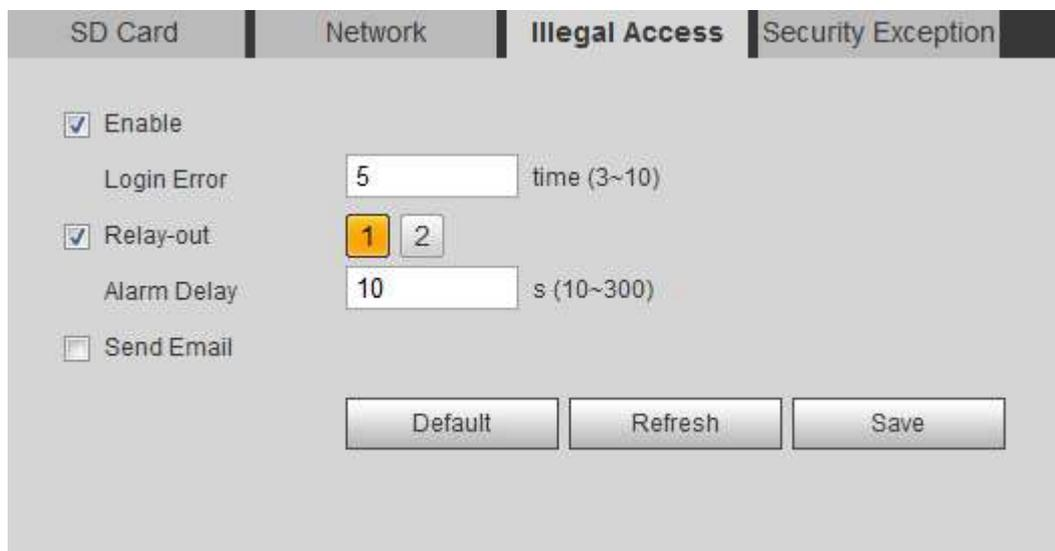 SD Card Network Illegal Access Security Exception
Enable
Login Error 5 time (3~10)
Relay-out 1 2
Alarm Delay 10 s (10~300)
Send Email
Default Refresh Save